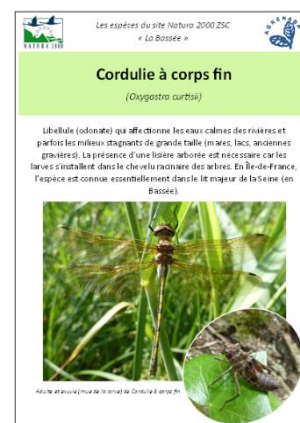 Les espèces du site Natura 2000 ZSC
« La Bassée »
NATURA 2000
AGRENABA
Cordulie à corps fin
(Oxygastra curtisii)
Libellule (odonate) qui affectionne les eaux calmes des rivières et
parfois les milieux stagnants de grande taille (mares, lacs, anciennes
gravières). La présence d'une lisière arborée est nécessaire car les
larves s'installent dans le chevelu racinaire des arbres. En Île-de-France,
l'espèce est connue essentiellement dans le lit majeur de la Seine (en
Bassée).
Adulte et exuvie (mue de la larve) de Cordulie à corps fin